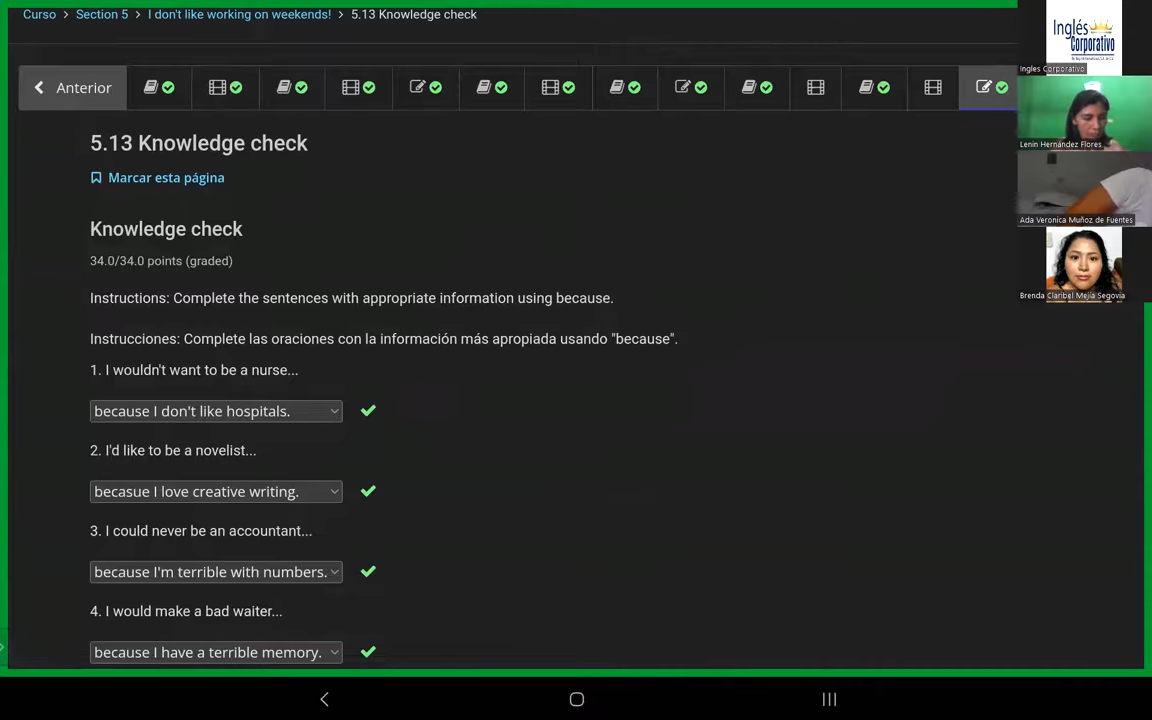 Curso > Section 5 > I don't like working on weekends! > 5.13 Knowledge check
Anterior
5.13 Knowledge check
Marcar esta página
Knowledge check
34.0/34.0 points (graded)
Instructions: Complete the sentences with appropriate information using because.
Instrucciones: Complete las oraciones con la información más apropiada usando "because".
1. I wouldn't want to be a nurse...
because I don't like hospitals.
2. I'd like to be a novelist...
becasue I love creative writing.
3. I could never be an accountant...
because I'm terrible with numbers.
4. I would make a bad waiter...
because I have a terrible memory.
Inglés
Corporativo
Ingles Corporativo
Lenin Hernández Flores
Ada Veronica Muñoz de Fuentes
Brenda Claribel Mejía Segovia